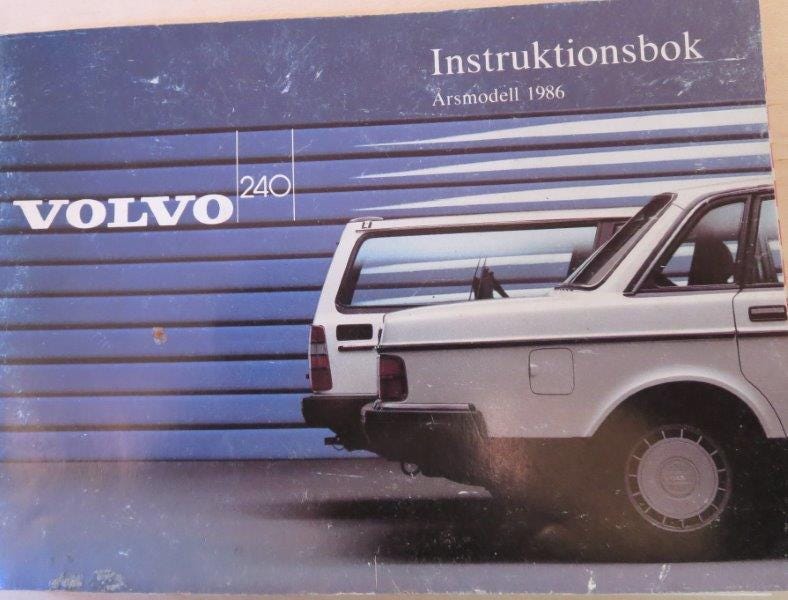 Instruktionsbok
Årsmodell 1986
VOLVO 240